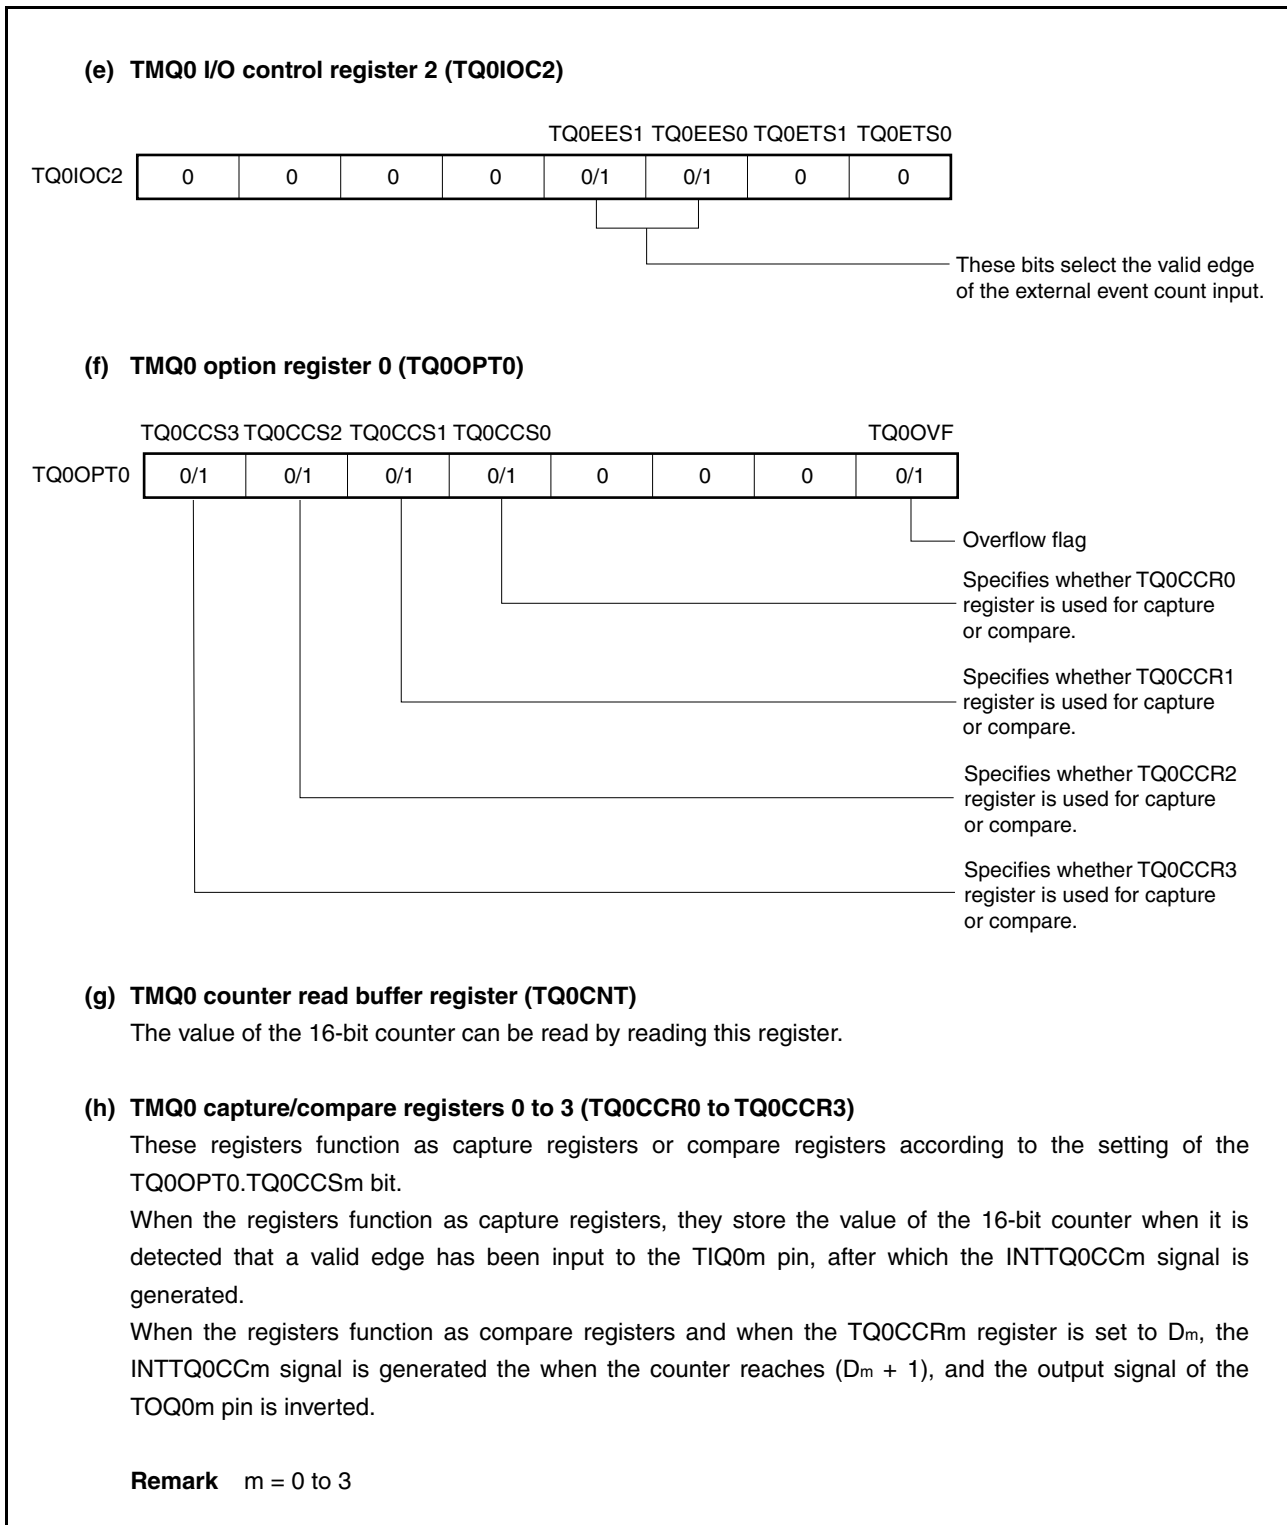 (e) TMQ0 I/O control register 2 (TQ0IOC2)
TQ0EES1 TQ0EES0 TQ0ETS1 TQ0ETS0
TQ0IOC2 0 0 0 0 0/1 0/1 0 0
These bits select the valid edge
of the external event count input.
(f) TMQ0 option register 0 (TQ0OPT0)
TQ0CCS3 TQ0CCS2 TQ0CCS1 TQ0CCS0 TQ0OVF
TQ0OPT0 0/1 0/1 0/1 0/1 0 0 0 0/1
Overflow flag
Specifies whether TQ0CCR0
register is used for capture
or compare.
Specifies whether TQ0CCR1
register is used for capture
or compare.
Specifies whether TQ0CCR2
register is used for capture
or compare.
Specifies whether TQ0CCR3
register is used for capture
or compare.
(g) TMQ0 counter read buffer register (TQ0CNT)
The value of the 16-bit counter can be read by reading this register.
(h) TMQ0 capture/compare registers 0 to 3 (TQ0CCR0 to TQ0CCR3)
These registers function as capture registers or compare registers according to the setting of the
TQ0OPT0.TQ0CCSm bit.
When the registers function as capture registers, they store the value of the 16-bit counter when it is
detected that a valid edge has been input to the TIQ0m pin, after which the INTTQ0CCm signal is
generated.
When the registers function as compare registers and when the TQ0CCRm register is set to Dm, the
INTTQ0CCm signal is generated the when the counter reaches (Dm + 1), and the output signal of the
TOQ0m pin is inverted.
Remark m = 0 to 3